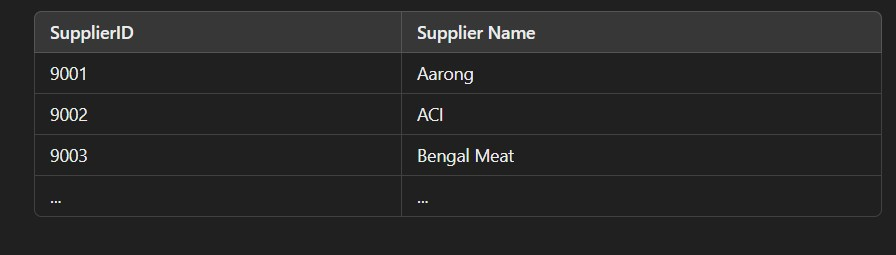 SupplierID Supplier Name
9001 Aarong
9002 ACI
9003 Bengal Meat
... ...